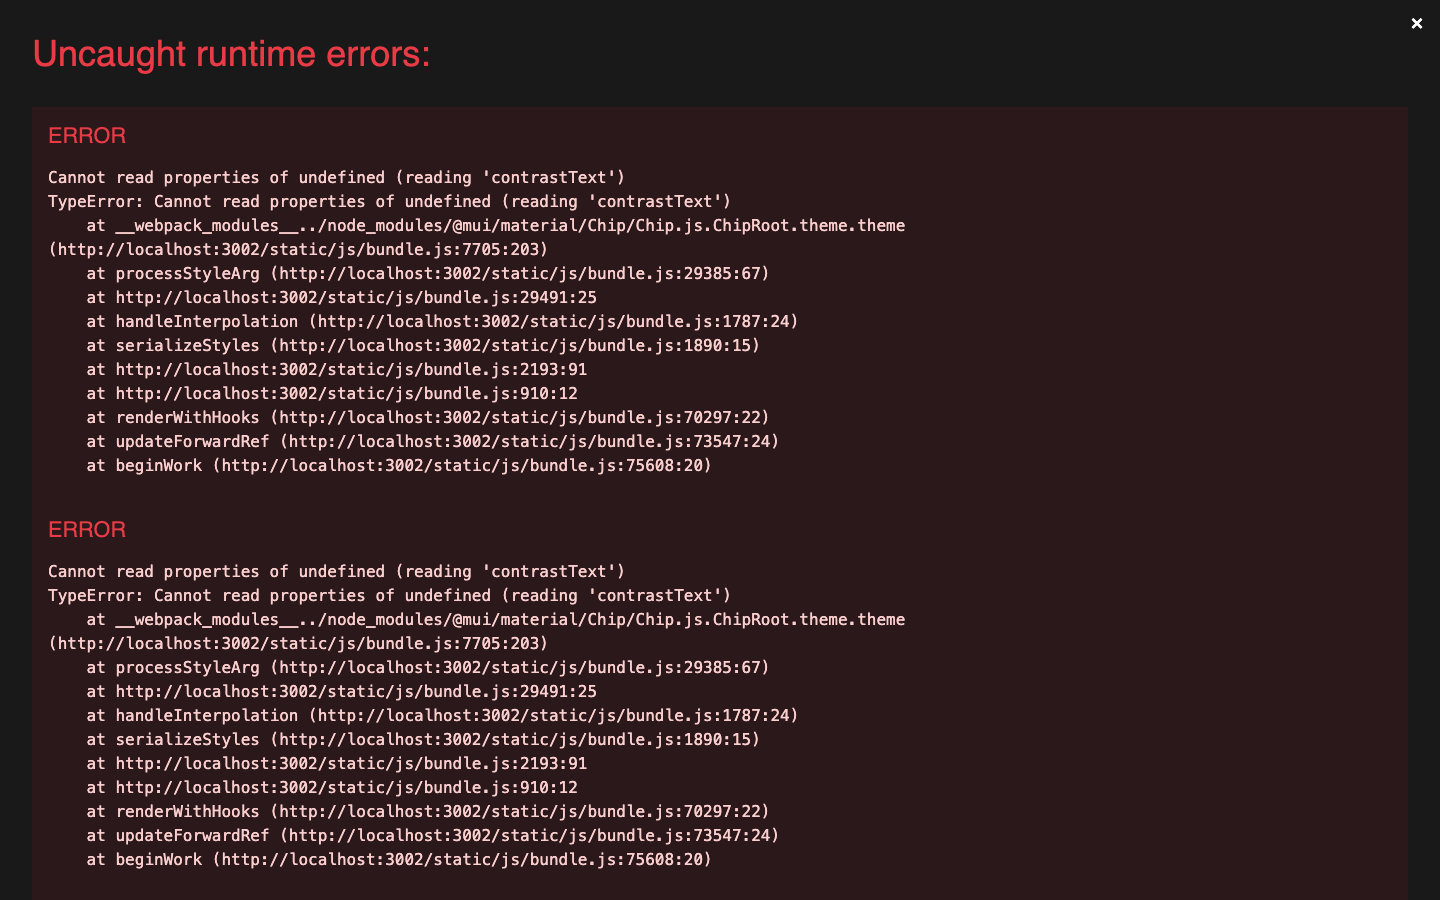 ×
Uncaught runtime errors:
ERROR
Cannot read properties of undefined (reading 'contrastText')
TypeError: Cannot read properties of undefined (reading 'contrastText')
    at __webpack_modules__../node_modules/@mui/material/Chip/Chip.js.ChipRoot.theme.theme
(http://localhost:3002/static/js/bundle.js:7705:203)
    at processStyleArg (http://localhost:3002/static/js/bundle.js:29385:67)
    at http://localhost:3002/static/js/bundle.js:29491:25
    at handleInterpolation (http://localhost:3002/static/js/bundle.js:1787:24)
    at serializeStyles (http://localhost:3002/static/js/bundle.js:1890:15)
    at http://localhost:3002/static/js/bundle.js:2193:91
    at http://localhost:3002/static/js/bundle.js:910:12
    at renderWithHooks (http://localhost:3002/static/js/bundle.js:70297:22)
    at updateForwardRef (http://localhost:3002/static/js/bundle.js:73547:24)
    at beginWork (http://localhost:3002/static/js/bundle.js:75608:20)
ERROR
Cannot read properties of undefined (reading 'contrastText')
TypeError: Cannot read properties of undefined (reading 'contrastText')
    at __webpack_modules__../node_modules/@mui/material/Chip/Chip.js.ChipRoot.theme.theme
(http://localhost:3002/static/js/bundle.js:7705:203)
    at processStyleArg (http://localhost:3002/static/js/bundle.js:29385:67)
    at http://localhost:3002/static/js/bundle.js:29491:25
    at handleInterpolation (http://localhost:3002/static/js/bundle.js:1787:24)
    at serializeStyles (http://localhost:3002/static/js/bundle.js:1890:15)
    at http://localhost:3002/static/js/bundle.js:2193:91
    at http://localhost:3002/static/js/bundle.js:910:12
    at renderWithHooks (http://localhost:3002/static/js/bundle.js:70297:22)
    at updateForwardRef (http://localhost:3002/static/js/bundle.js:73547:24)
    at beginWork (http://localhost:3002/static/js/bundle.js:75608:20)